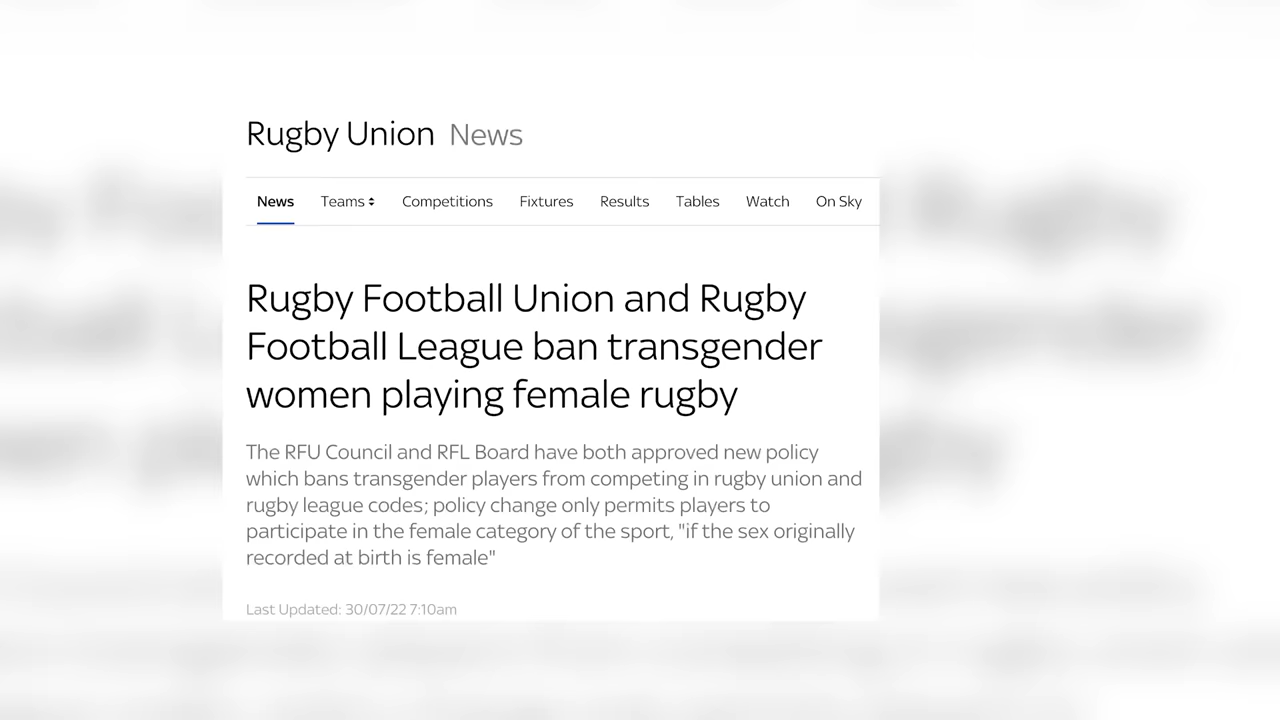 Rugby Union News
News Teams Competitions Fixtures Results Tables Watch On Sky
Rugby Football Union and Rugby
Football League ban transgender
women playing female rugby
The RFU Council and RFL Board have both approved new policy
which bans transgender players from competing in rugby union and
rugby league codes; policy change only permits players to
participate in the female category of the sport, "if the sex originally
recorded at birth is female"
Last Updated: 30/07/22 7:10am